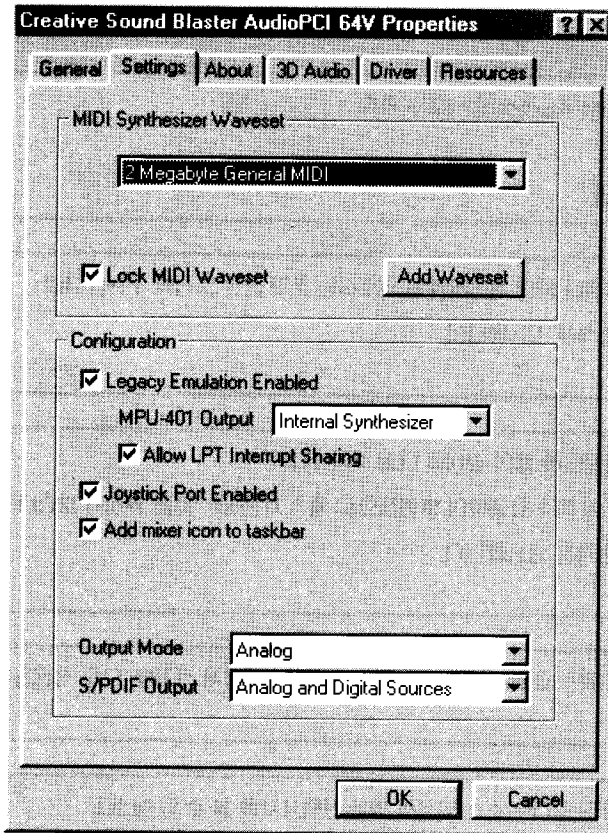 Creative Sound Blaster AudioPCI 64V Properties
General Settings About 3D Audio Driver Resources
MIDI Synthesizer Waveset
2 Megabyte General MIDI
Lock MIDI Waveset Add Waveset
Configuration
Legacy Emulation Enabled
MPU-401 Output Internal Synthesizer
Allow LPT Interrupt Sharing
Joystick Port Enabled
Add mixer icon to taskbar
Output Mode Analog
S/PDIF Output Analog and Digital Sources
OK Cancel